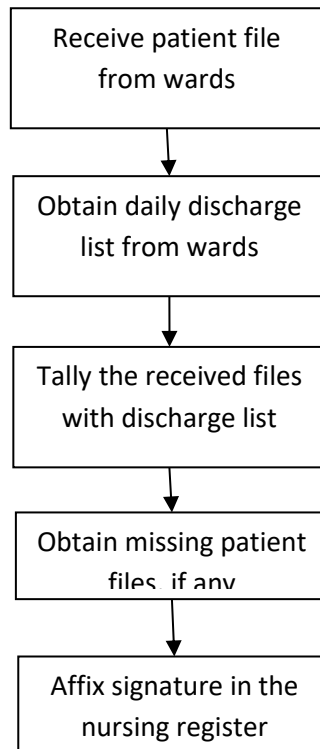 Receive patient file
from wards
Obtain daily discharge
list from wards
Tally the received files
with discharge list
Obtain missing patient
files, if any
Affix signature in the
nursing register